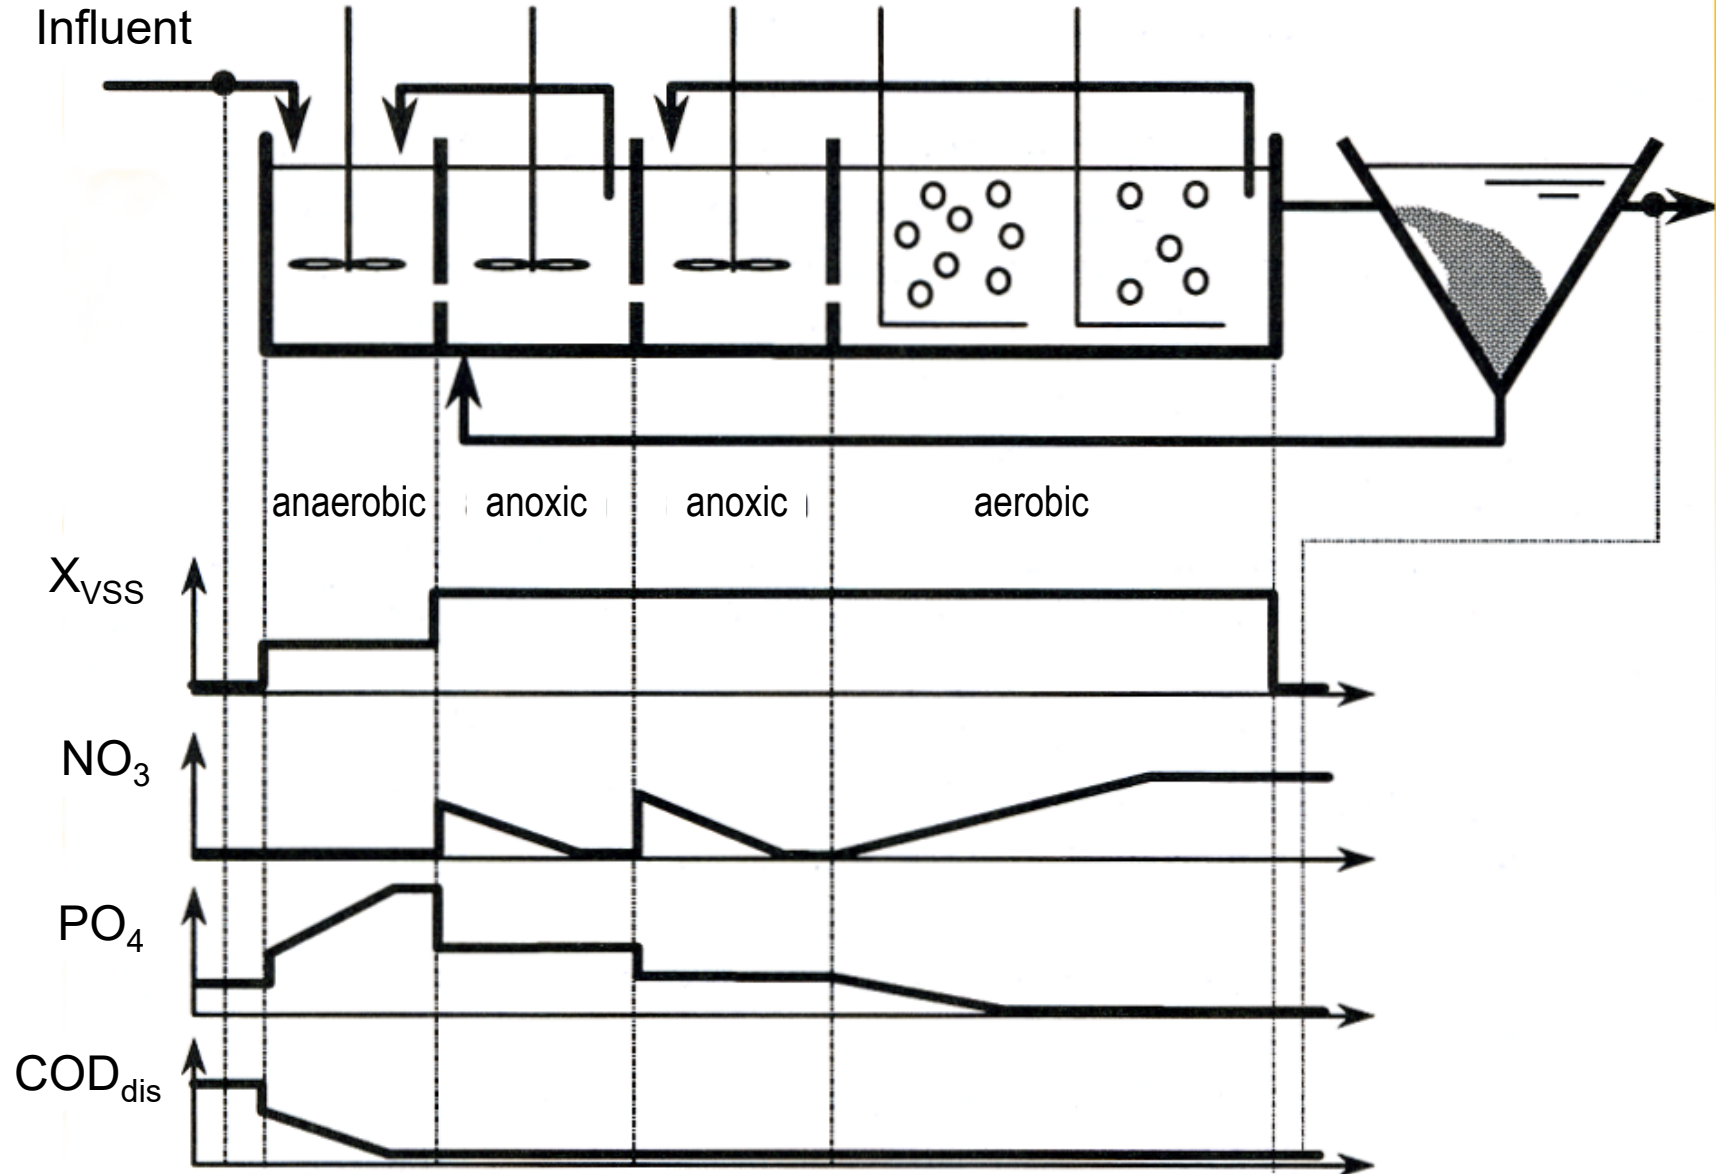 Influent
anaerobic anoxic anoxic aerobic
X_VSS
NO_3
PO_4
COD_dis